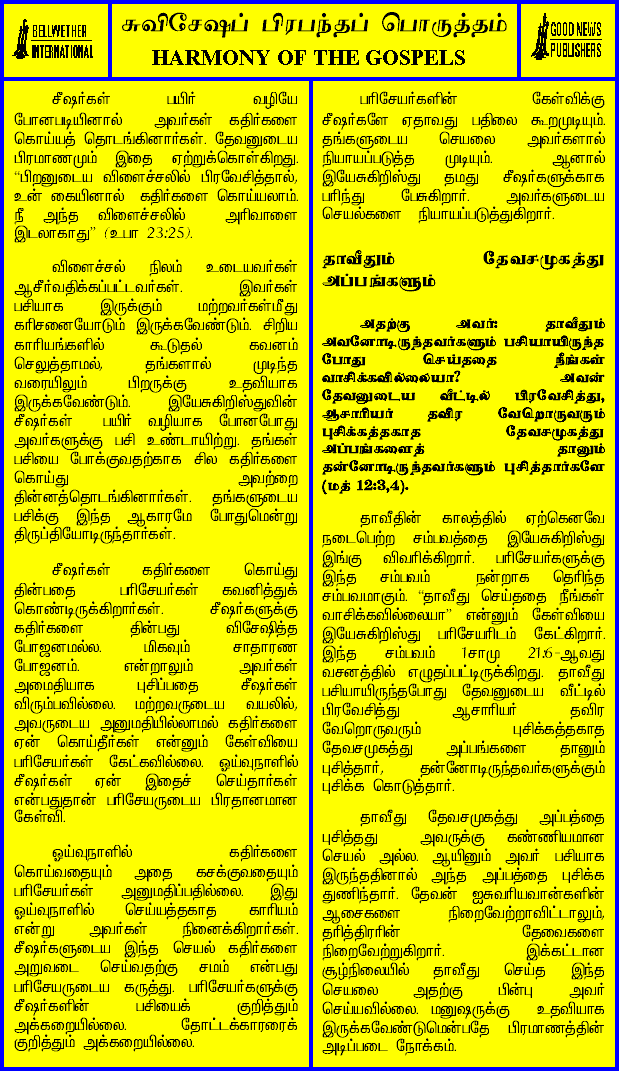 BELLWETHER
INTERNATIONAL
சுவிசேஷப் பிரபந்தப் பொருத்தம்
HARMONY OF THE GOSPELS
GOOD NEWS
PUBLISHERS
சீஷர்கள் பயிர் வழியே
போனபடியினால் அவர்கள் கதிர்களை
கொய்யத் தொடங்கினார்கள். தேவனுடைய
பிரமாணமும் இதை ஏற்றுக்கொள்கிறது.
“பிறனுடைய விளைச்சலில் பிரவேசித்தால்,
உன் கையினால் கதிர்களை கொய்யலாம்.
நீ அந்த விளைச்சலில் அரிவாளை
இடலாகாது” (உபா 23:25).
விளைச்சல் நிலம் உடையவர்கள்
ஆசீர்வதிக்கப்பட்டவர்கள். இவர்கள்
பசியாக இருக்கும் மற்றவர்கள்மீது
கரிசனையோடும் இருக்கவேண்டும். சிறிய
காரியங்களில் கூடுதல் கவனம்
செலுத்தாமல், தங்களால் முடிந்த
வரையிலும் பிறருக்கு உதவியாக
இருக்கவேண்டும். இயேசுகிறிஸ்துவின்
சீஷர்கள் பயிர் வழியாக போனபோது
அவர்களுக்கு பசி உண்டாயிற்று. தங்கள்
பசியை போக்குவதற்காக சில கதிர்களை
கொய்து அவற்றை
தின்னத்தொடங்கினார்கள். தங்களுடைய
பசிக்கு இந்த ஆகாரமே போதுமென்று
திருப்தியோடிருந்தார்கள்.
சீஷர்கள் கதிர்களை கொய்து
தின்பதை பரிசேயர்கள் கவனித்துக்
கொண்டிருக்கிறார்கள். சீஷர்களுக்கு
கதிர்களை தின்பது விசேஷித்த
போஜனமல்ல. மிகவும் சாதாரண
போஜனம். என்றாலும் அவர்கள்
அமைதியாக புசிப்பதை சீஷர்கள்
விரும்பவில்லை. மற்றவருடைய வயலில்,
அவருடைய அனுமதியில்லாமல் கதிர்களை
ஏன் கொய்தீர்கள் என்னும் கேள்வியை
பரிசேயர்கள் கேட்கவில்லை. ஓய்வுநாளில்
சீஷர்கள் ஏன் இதைச் செய்தார்கள்
என்பதுதான் பரிசேயருடைய பிரதானமான
கேள்வி.
ஓய்வுநாளில் கதிர்களை
கொய்வதையும் அதை கசக்குவதையும்
பரிசேயர்கள் அனுமதிப்பதில்லை. இது
ஓய்வுநாளில் செய்யத்தகாத காரியம்
என்று அவர்கள் நினைக்கிறார்கள்.
சீஷர்களுடைய இந்த செயல் கதிர்களை
அறுவடை செய்வதற்கு சமம் என்பது
பரிசேயருடைய கருத்து. பரிசேயர்களுக்கு
சீஷர்களின் பசியைக் குறித்தும்
அக்கறையில்லை. தோட்டக்காரரைக்
குறித்தும் அக்கறையில்லை.
பரிசேயர்களின் கேள்விக்கு
சீஷர்களே ஏதாவது பதிலை கூறமுடியும்.
தங்களுடைய செயலை அவர்களால்
நியாயப்படுத்த முடியும். ஆனால்
இயேசுகிறிஸ்து தமது சீஷர்களுக்காக
பரிந்து பேசுகிறார். அவர்களுடைய
செயல்களை நியாயப்படுத்துகிறார்.
தாவீதும் தேவசமுகத்து
அப்பங்களும்
அதற்கு அவர்: தாவீதும்
அவனோடிருந்தவர்களும் பசியாயிருந்த
போது செய்ததை நீங்கள்
வாசிக்கவில்லையா? அவன்
தேவனுடைய வீட்டில் பிரவேசித்து,
ஆசாரியர் தவிர வேறொருவரும்
புசிக்கத்தகாத தேவசமுகத்து
அப்பங்களைத் தானும்
தன்னோடிருந்தவர்களும் புசித்தார்களே
(மத் 12:3,4).
தாவீதின் காலத்தில் ஏற்கெனவே
நடைபெற்ற சம்பவத்தை இயேசுகிறிஸ்து
இங்கு விவரிக்கிறார். பரிசேயர்களுக்கு
இந்த சம்பவம் நன்றாக தெரிந்த
சம்பவமாகும். “தாவீது செய்ததை நீங்கள்
வாசிக்கவில்லையா” என்னும் கேள்வியை
இயேசுகிறிஸ்து பரிசேயரிடம் கேட்கிறார்.
இந்த சம்பவம் 1சாமு 21:6-ஆவது
வசனத்தில் எழுதப்பட்டிருக்கிறது. தாவீது
பசியாயிருந்தபோது தேவனுடைய வீட்டில்
பிரவேசித்து ஆசாரியர் தவிர
வேறொருவரும் புசிக்கத்தகாத
தேவசமுகத்து அப்பங்களை தானும்
புசித்தார், தன்னோடிருந்தவர்களுக்கும்
புசிக்க கொடுத்தார்.
தாவீது தேவசமுகத்து அப்பத்தை
புசித்தது அவருக்கு கண்ணியமான
செயல் அல்ல. ஆயினும் அவர் பசியாக
இருந்ததினால் அந்த அப்பத்தை புசிக்க
துணிந்தார். தேவன் ஐசுவரியவான்களின்
ஆசைகளை நிறைவேற்றாவிட்டாலும்,
தரித்திரரின் தேவைகளை
நிறைவேற்றுகிறார். இக்கட்டான
சூழ்நிலையில் தாவீது செய்த இந்த
செயலை அதற்கு பின்பு அவர்
செய்யவில்லை. மனுஷருக்கு உதவியாக
இருக்கவேண்டுமென்பதே பிரமாணத்தின்
அடிப்படை நோக்கம்.